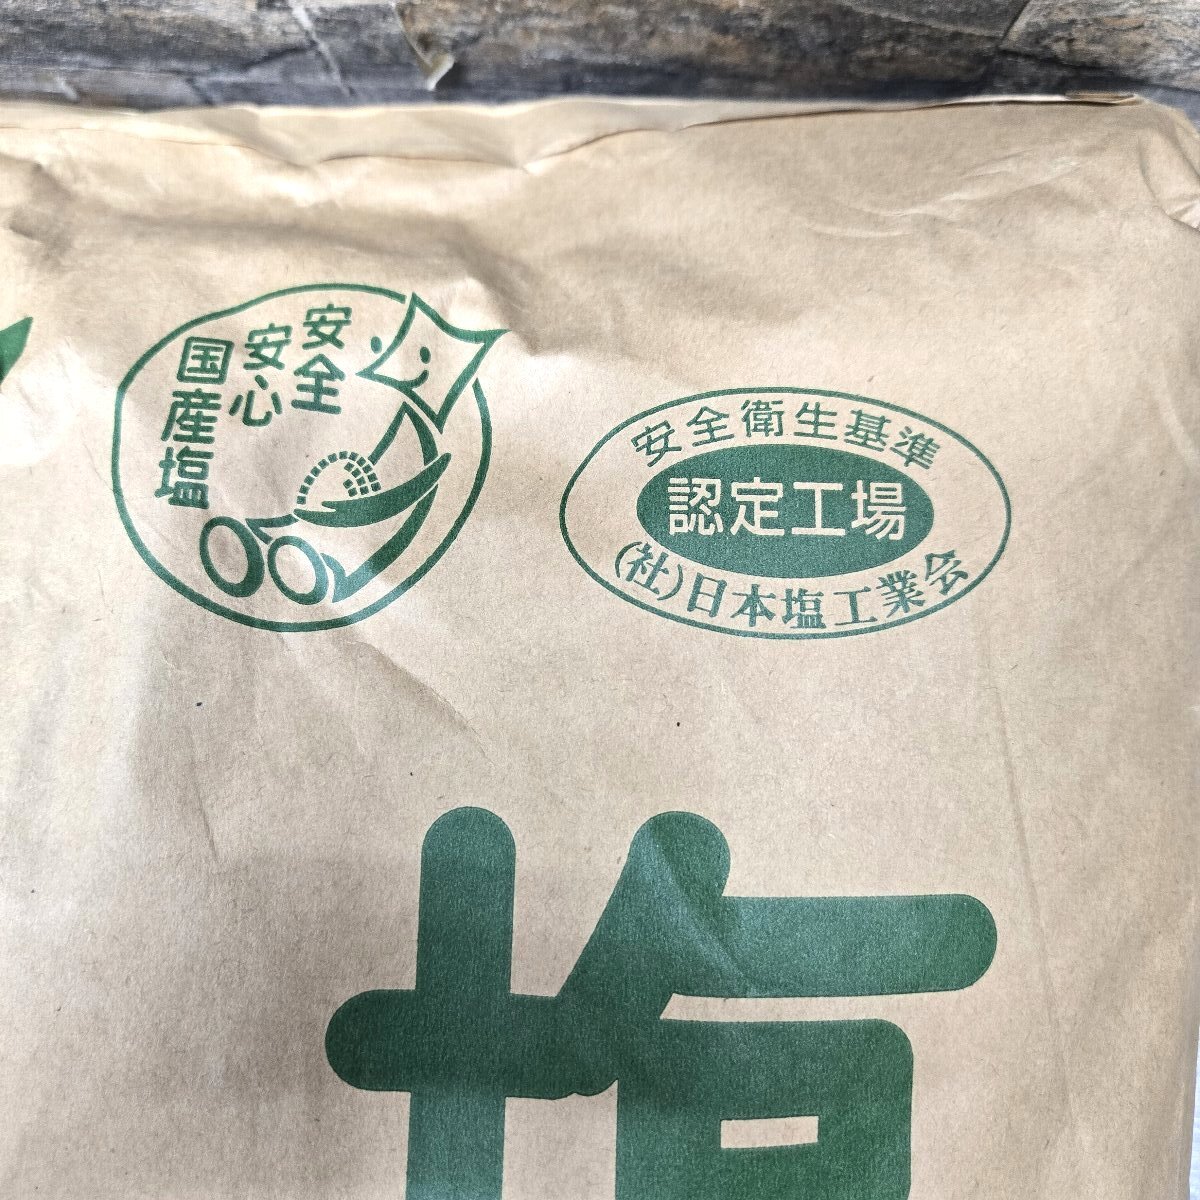 安全
安心
国産塩
安全衛生基準
認定工場
(社)日本塩工業会
塩